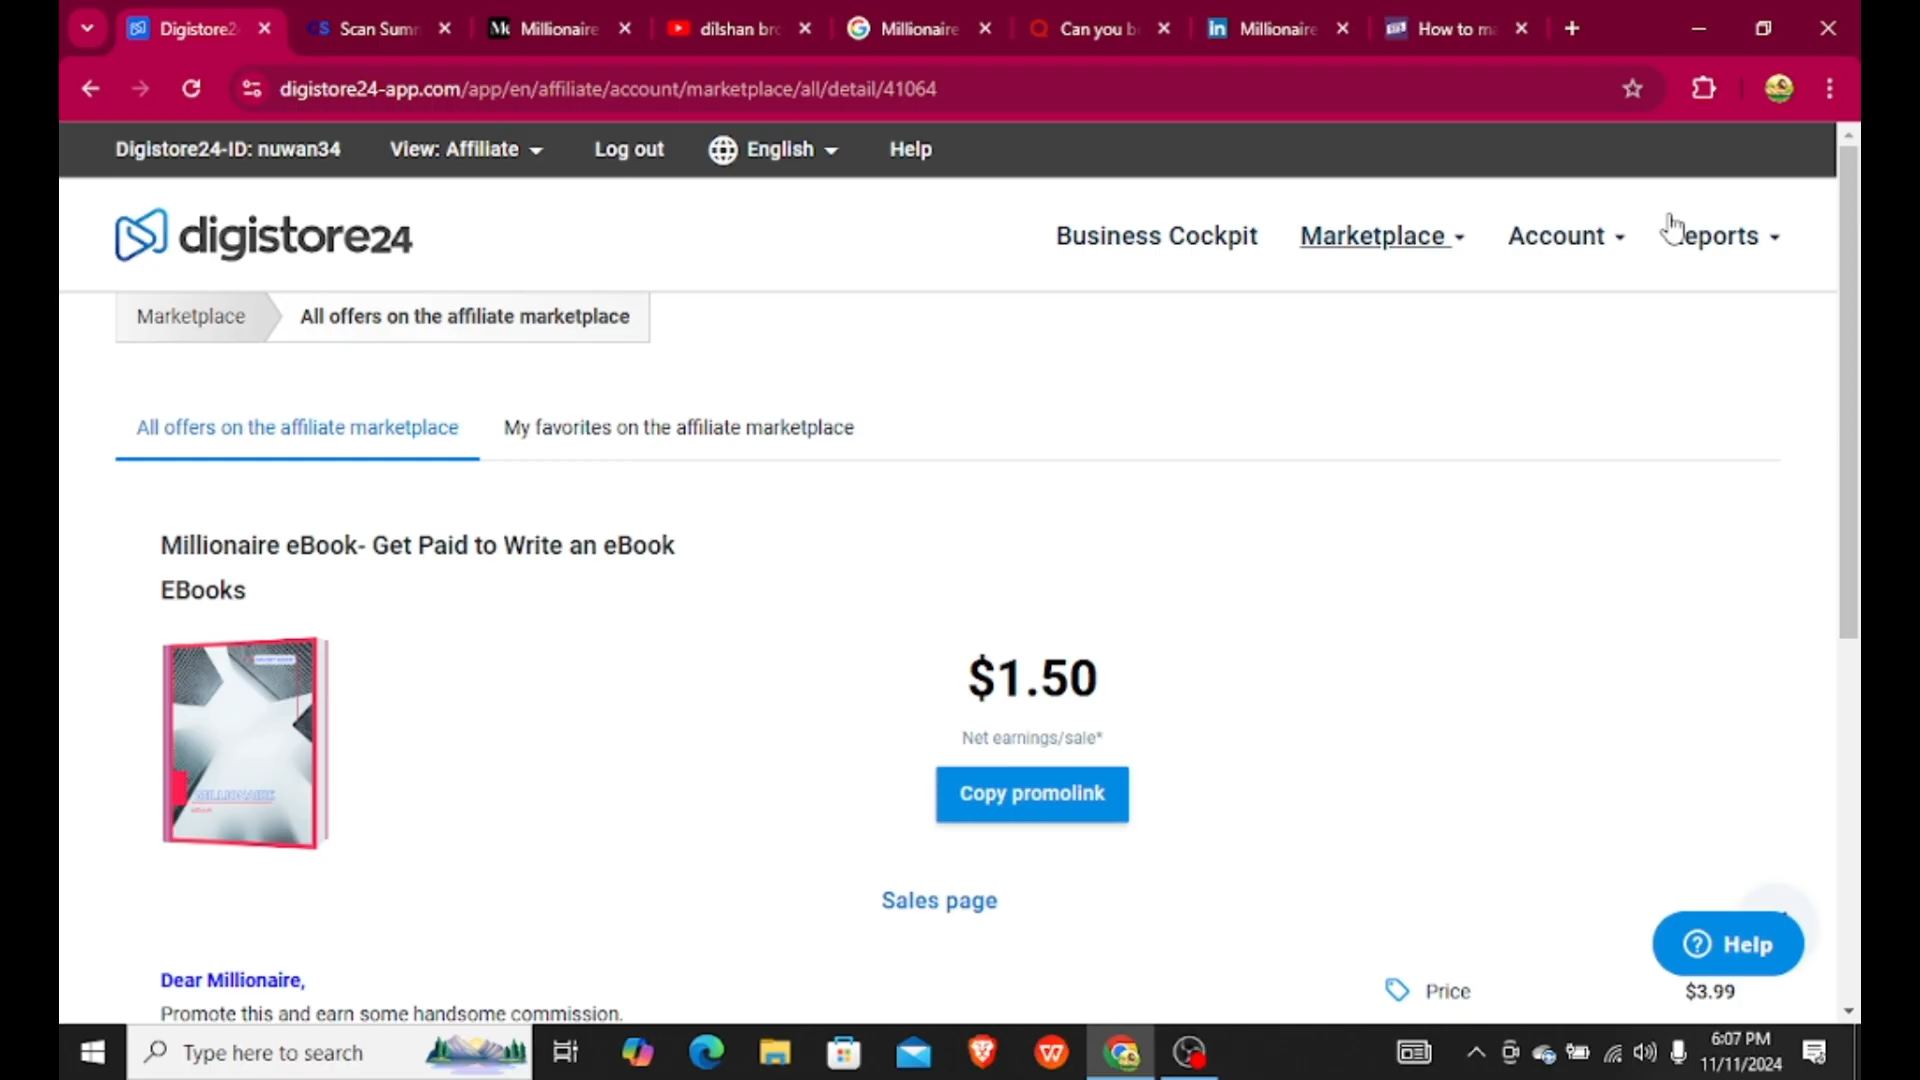 Digistore2
Scan Sum
Millionaire
dilshan bro
Millionaire
Can you b
Millionaire
How to ma
digistore24-app.com/app/en/affiliate/account/marketplace/all/detail/41064
Digistore24-ID: nuwan34
View: Affiliate
Log out
English
Help
digistore24
Business Cockpit
Marketplace
Account
eports
Marketplace
All offers on the affiliate marketplace
All offers on the affiliate marketplace
My favorites on the affiliate marketplace
Millionaire eBook- Get Paid to Write an eBook
EBooks
MILLIONAIRE
$1.50
Net earnings/sale*
Copy promolink
Sales page
Help
Dear Millionaire,
Price
$3.99
Promote this and earn some handsome commission.
Type here to search
6:07 PM
11/11/2024